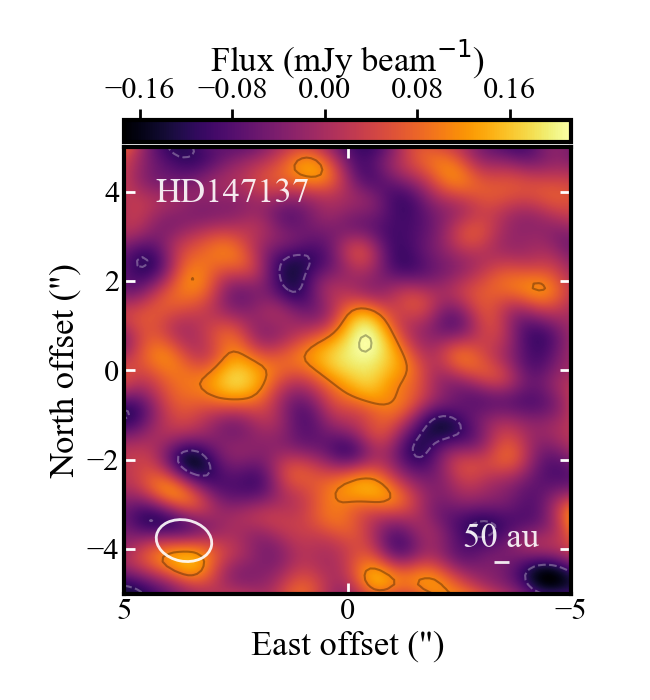 Flux (mJy beam⁻¹)
−0.16 −0.08 0.00 0.08 0.16
HD147137
4
2
0
−2
−4
North offset (")
50 au
5 0 −5
East offset (")